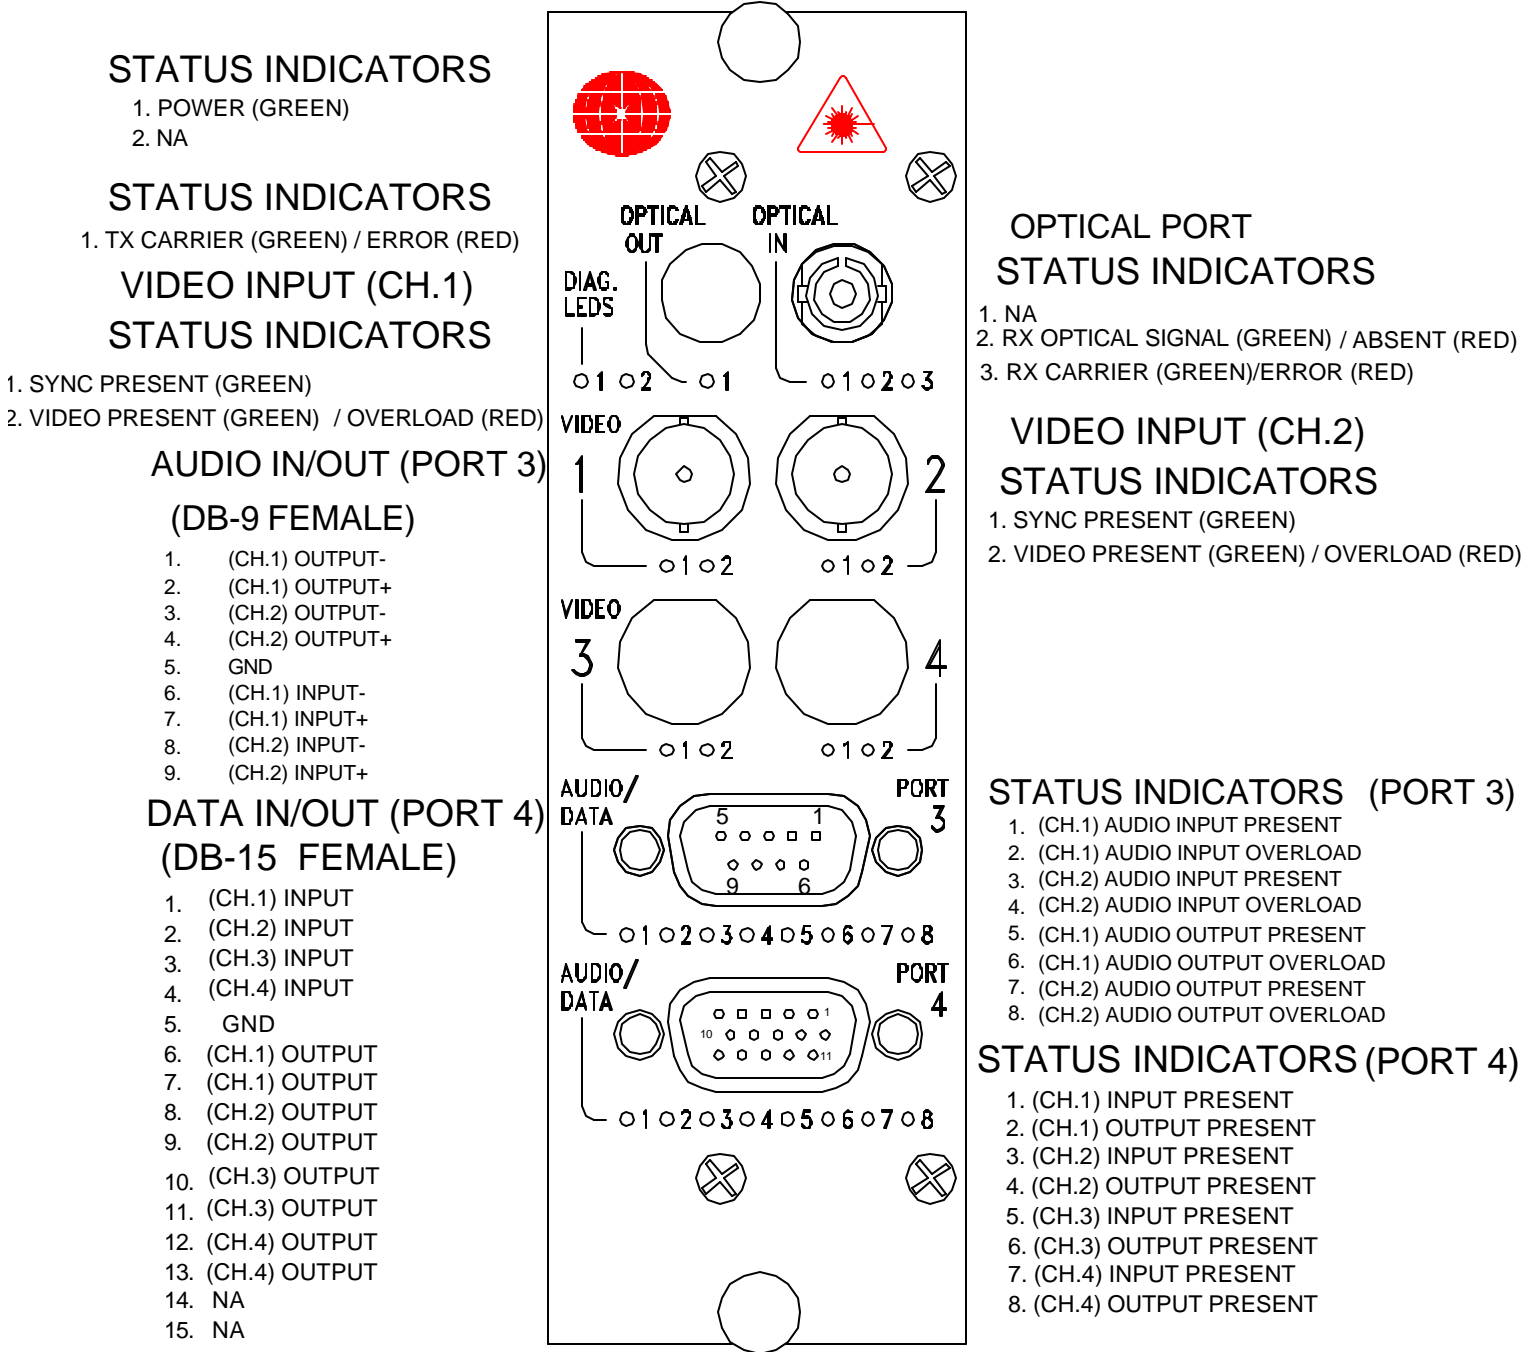 STATUS INDICATORS
1. POWER (GREEN)
2. NA
STATUS INDICATORS
1. TX CARRIER (GREEN) / ERROR (RED)
VIDEO INPUT (CH.1)
STATUS INDICATORS
1. SYNC PRESENT (GREEN)
2. VIDEO PRESENT (GREEN) / OVERLOAD (RED)
AUDIO IN/OUT (PORT 3)
(DB-9 FEMALE)
1. (CH.1) OUTPUT-
2. (CH.1) OUTPUT+
3. (CH.2) OUTPUT-
4. (CH.2) OUTPUT+
5. GND
6. (CH.1) INPUT-
7. (CH.1) INPUT+
8. (CH.2) INPUT-
9. (CH.2) INPUT+
DATA IN/OUT (PORT 4)
(DB-15 FEMALE)
1. (CH.1) INPUT
2. (CH.2) INPUT
3. (CH.3) INPUT
4. (CH.4) INPUT
5. GND
6. (CH.1) OUTPUT
7. (CH.1) OUTPUT
8. (CH.2) OUTPUT
9. (CH.2) OUTPUT
10. (CH.3) OUTPUT
11. (CH.3) OUTPUT
12. (CH.4) OUTPUT
13. (CH.4) OUTPUT
14. NA
15. NA
OPTICAL OUT
OPTICAL IN
DIAG. LEDS
1 2 1 1 2 3
VIDEO
1 2
1 2 1 2
VIDEO
3 4
1 2 1 2
AUDIO/ DATA
PORT 3
5 1
9 6
1 2 3 4 5 6 7 8
AUDIO/ DATA
PORT 4
1
10
11
1 2 3 4 5 6 7 8
OPTICAL PORT
STATUS INDICATORS
1. NA
2. RX OPTICAL SIGNAL (GREEN) / ABSENT (RED)
3. RX CARRIER (GREEN)/ERROR (RED)
VIDEO INPUT (CH.2)
STATUS INDICATORS
1. SYNC PRESENT (GREEN)
2. VIDEO PRESENT (GREEN) / OVERLOAD (RED)
STATUS INDICATORS (PORT 3)
1. (CH.1) AUDIO INPUT PRESENT
2. (CH.1) AUDIO INPUT OVERLOAD
3. (CH.2) AUDIO INPUT PRESENT
4. (CH.2) AUDIO INPUT OVERLOAD
5. (CH.1) AUDIO OUTPUT PRESENT
6. (CH.1) AUDIO OUTPUT OVERLOAD
7. (CH.2) AUDIO OUTPUT PRESENT
8. (CH.2) AUDIO OUTPUT OVERLOAD
STATUS INDICATORS (PORT 4)
1. (CH.1) INPUT PRESENT
2. (CH.1) OUTPUT PRESENT
3. (CH.2) INPUT PRESENT
4. (CH.2) OUTPUT PRESENT
5. (CH.3) INPUT PRESENT
6. (CH.3) OUTPUT PRESENT
7. (CH.4) INPUT PRESENT
8. (CH.4) OUTPUT PRESENT